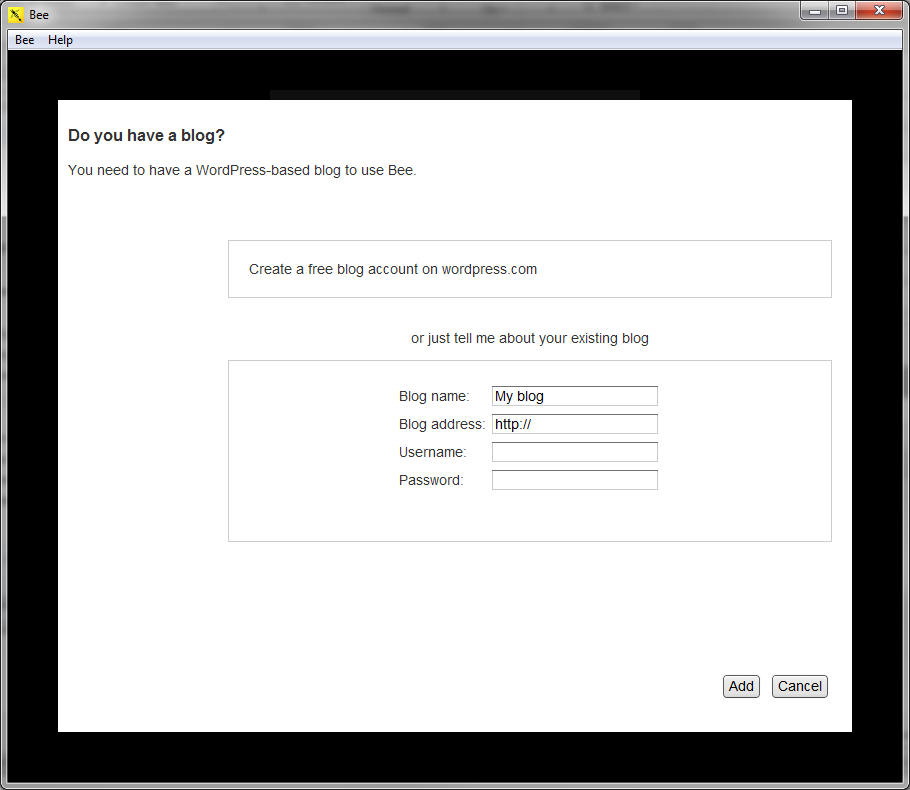 Bee
Bee Help
Do you have a blog?
You need to have a WordPress-based blog to use Bee.
Create a free blog account on wordpress.com
or just tell me about your existing blog
Blog name: My blog
Blog address: http://
Username:
Password:
Add Cancel